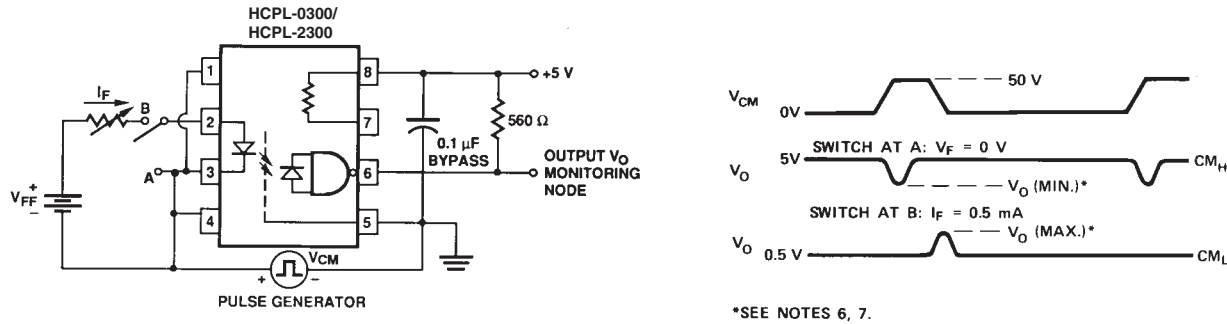 HCPL-0300/
HCPL-2300
I_F
B
1
2
3
4
8
7
6
5
A
V_FF
+
–
+5 V
560 Ω
0.1 µF
BYPASS
OUTPUT V_O
MONITORING
NODE
V_CM
+
–
PULSE GENERATOR
50 V
V_CM
0V
SWITCH AT A: V_F = 0 V
5V
V_O
CM_H
V_O (MIN.)*
SWITCH AT B: I_F = 0.5 mA
V_O (MAX.)*
V_O
0.5 V
CM_L
*SEE NOTES 6, 7.